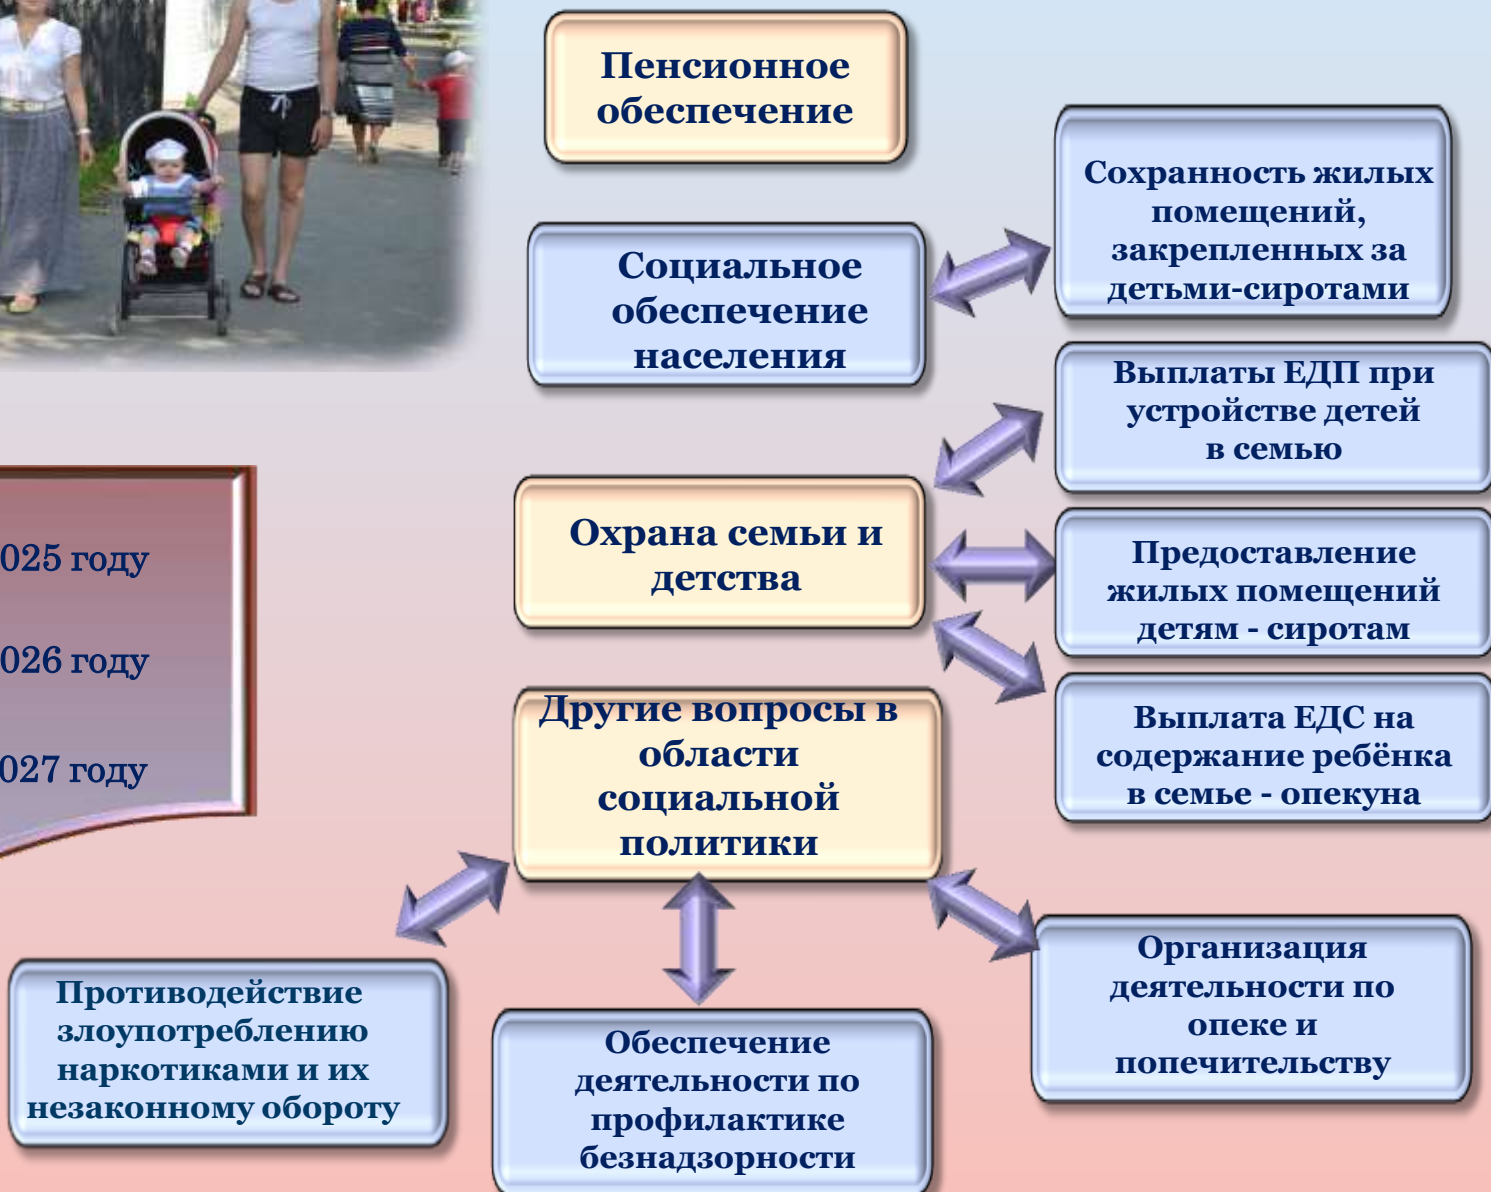 Пенсионное
обеспечение
Сохранность жилых
помещений,
закрепленных за
детьми-сиротами
Социальное
обеспечение
населения
Выплаты ЕДП при
устройстве детей
в семью
Охрана семьи и
детства
Предоставление
жилых помещений
детям - сиротам
Выплата ЕДС на
содержание ребёнка
в семье - опекуна
025 году
026 году
027 году
Другие вопросы в
области
социальной
политики
Противодействие
злоупотреблению
наркотиками и их
незаконному обороту
Обеспечение
деятельности по
профилактике
безнадзорности
Организация
деятельности по
опеке и
попечительству